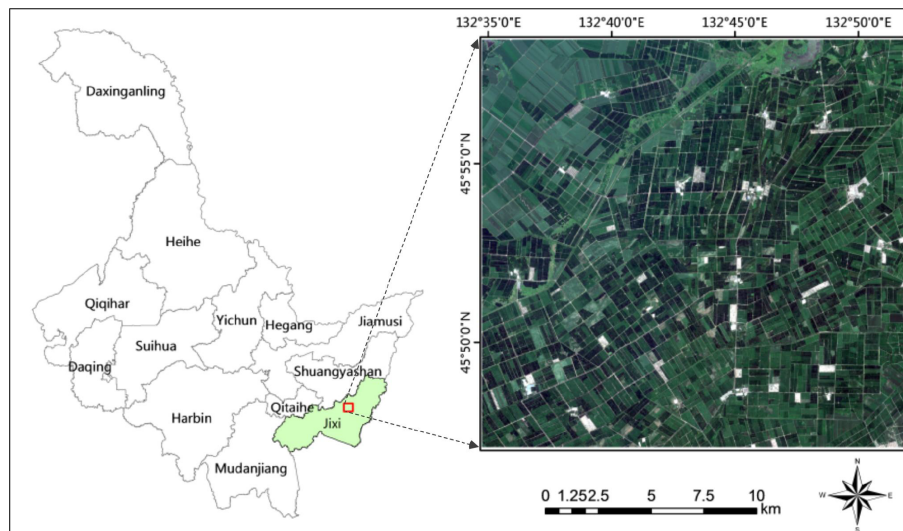 132°35'0"E 132°40'0"E 132°45'0"E 132°50'0"E
Daxinganling
45°55'0"N
Heihe
Qiqihar
Yichun
Hegang
Jiamusi
Suihua
45°50'0"N
Daqing
Shuangyashan
Qitaihe
Harbin
Jixi
Mudanjiang
N
W E
S
0 1.25 2.5 5 7.5 10
km